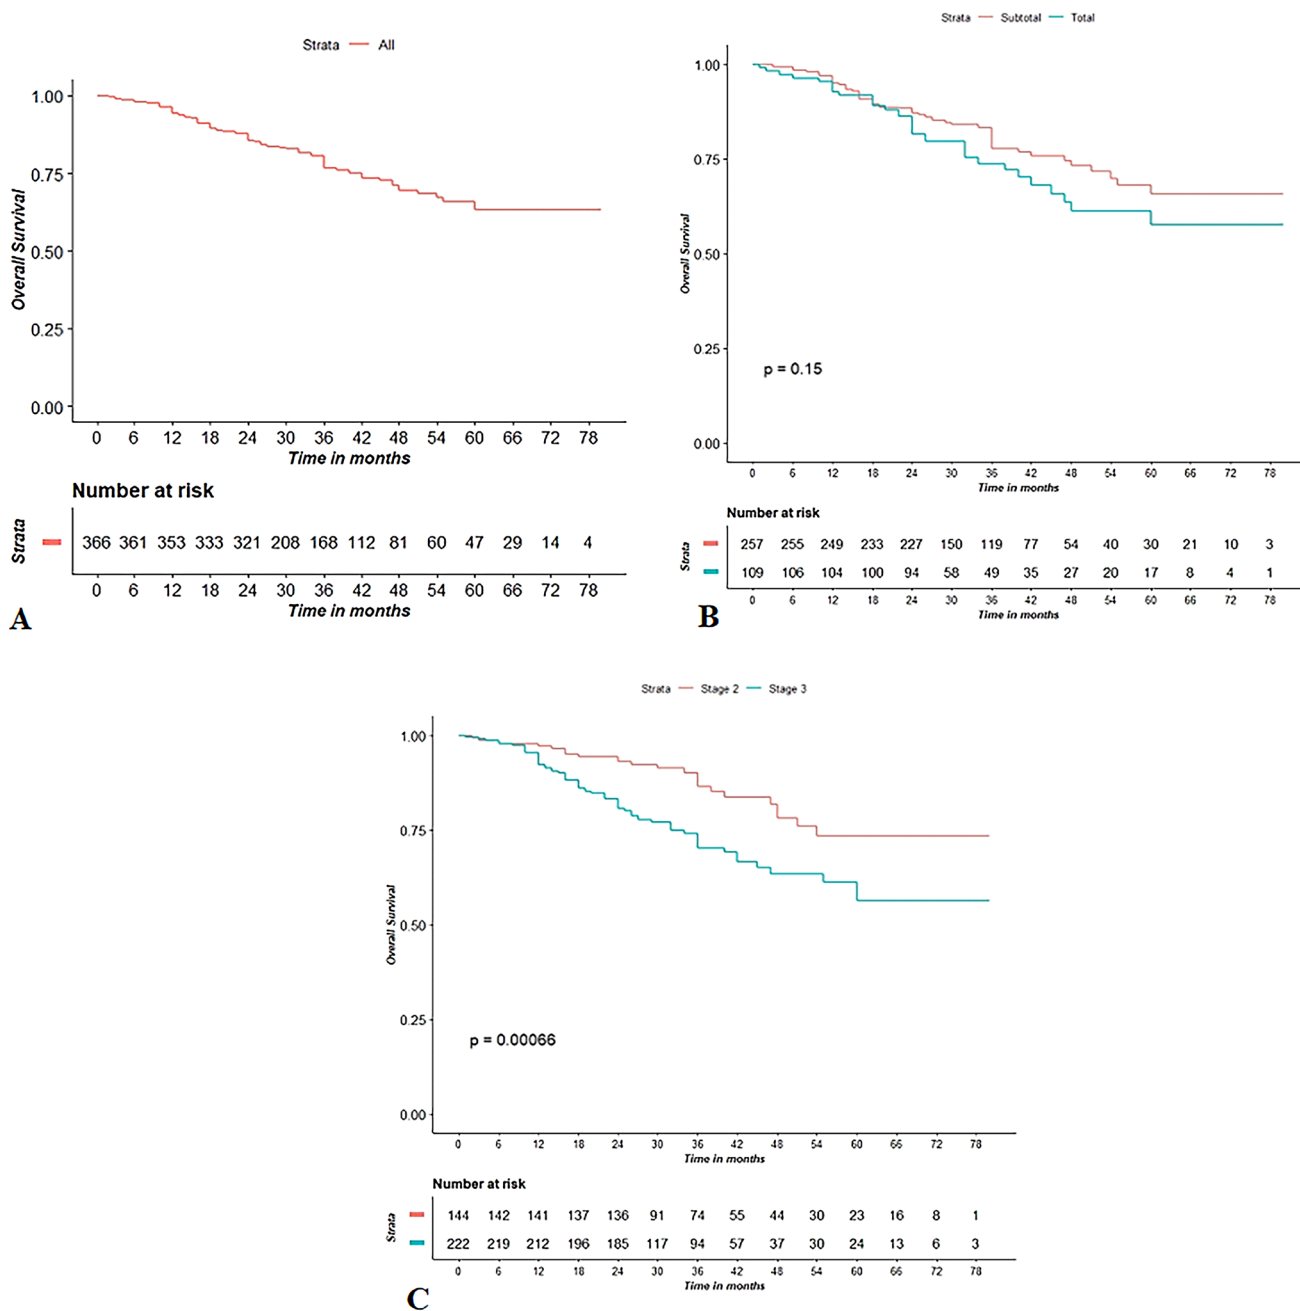 A
Strata All
1.00
0.75
0.50
0.25
0.00
Overall Survival
0 6 12 18 24 30 36 42 48 54 60 66 72 78
Time in months
Number at risk
Strata
366 361 353 333 321 208 168 112 81 60 47 29 14 4
0 6 12 18 24 30 36 42 48 54 60 66 72 78
Time in months
A
B
Strata Subtotal Total
1.00
0.75
0.50
0.25
0.00
Overall Survival
p = 0.15
0 6 12 18 24 30 36 42 48 54 60 66 72 78
Time in months
Number at risk
Strata
257 255 249 233 227 150 119 77 54 40 30 21 10 3
109 106 104 100 94 58 49 35 27 20 17 8 4 1
0 6 12 18 24 30 36 42 48 54 60 66 72 78
Time in months
B
Strata Stage 2 Stage 3
1.00
0.75
0.50
0.25
0.00
Overall Survival
p = 0.00066
0 6 12 18 24 30 36 42 48 54 60 66 72 78
Time in months
Number at risk
Strata
144 142 141 137 136 91 74 55 44 30 23 16 8 1
222 219 212 196 185 117 94 57 37 30 24 13 6 3
0 6 12 18 24 30 36 42 48 54 60 66 72 78
Time in months
C